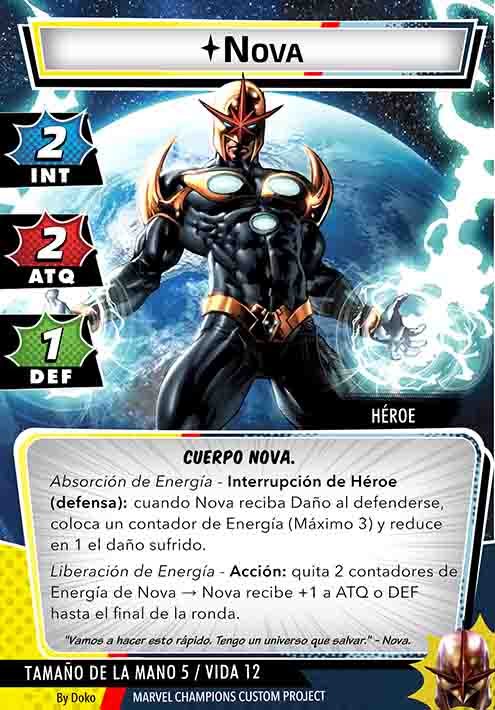 Nova
2
INT
2
ATQ
1
DEF
HÉROE
CUERPO NOVA.
Absorción de Energía - Interrupción de Héroe
(defensa): cuando Nova reciba Daño al defenderse,
coloca un contador de Energía (Máximo 3) y reduce
en 1 el daño sufrido.
Liberación de Energía - Acción: quita 2 contadores de
Energía de Nova → Nova recibe +1 a ATQ o DEF
hasta el final de la ronda.
"Vamos a hacer esto rápido. Tengo un universo que salvar." - Nova.
TAMAÑO DE LA MANO 5 / VIDA 12
By Doko MARVEL CHAMPIONS CUSTOM PROJECT